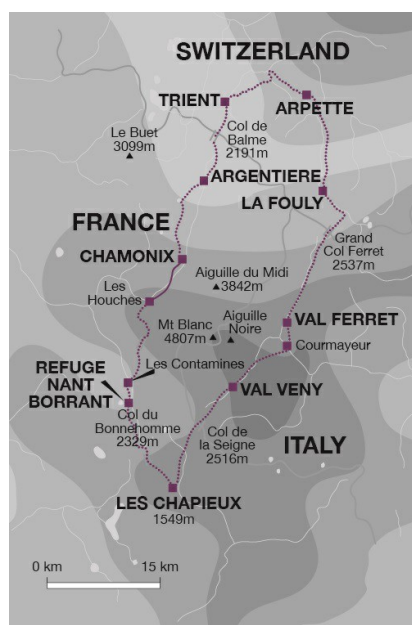 SWITZERLAND
TRIENT
ARPETTE
Le Buet
3099m
Col de
Balme
2191m
ARGENTIERE
LA FOULY
FRANCE
Grand
Col Ferret
2537m
CHAMONIX
Aiguille du Midi
3842m
Les
Houches
Mt Blanc
4807m
Aiguille
Noire
VAL FERRET
Courmayeur
REFUGE
NANT
BORRANT
Les Contamines
VAL VENY
Col du
Bonnehomme
2329m
Col de
la Seigne
2516m
ITALY
LES CHAPIEUX
1549m
0 km
15 km